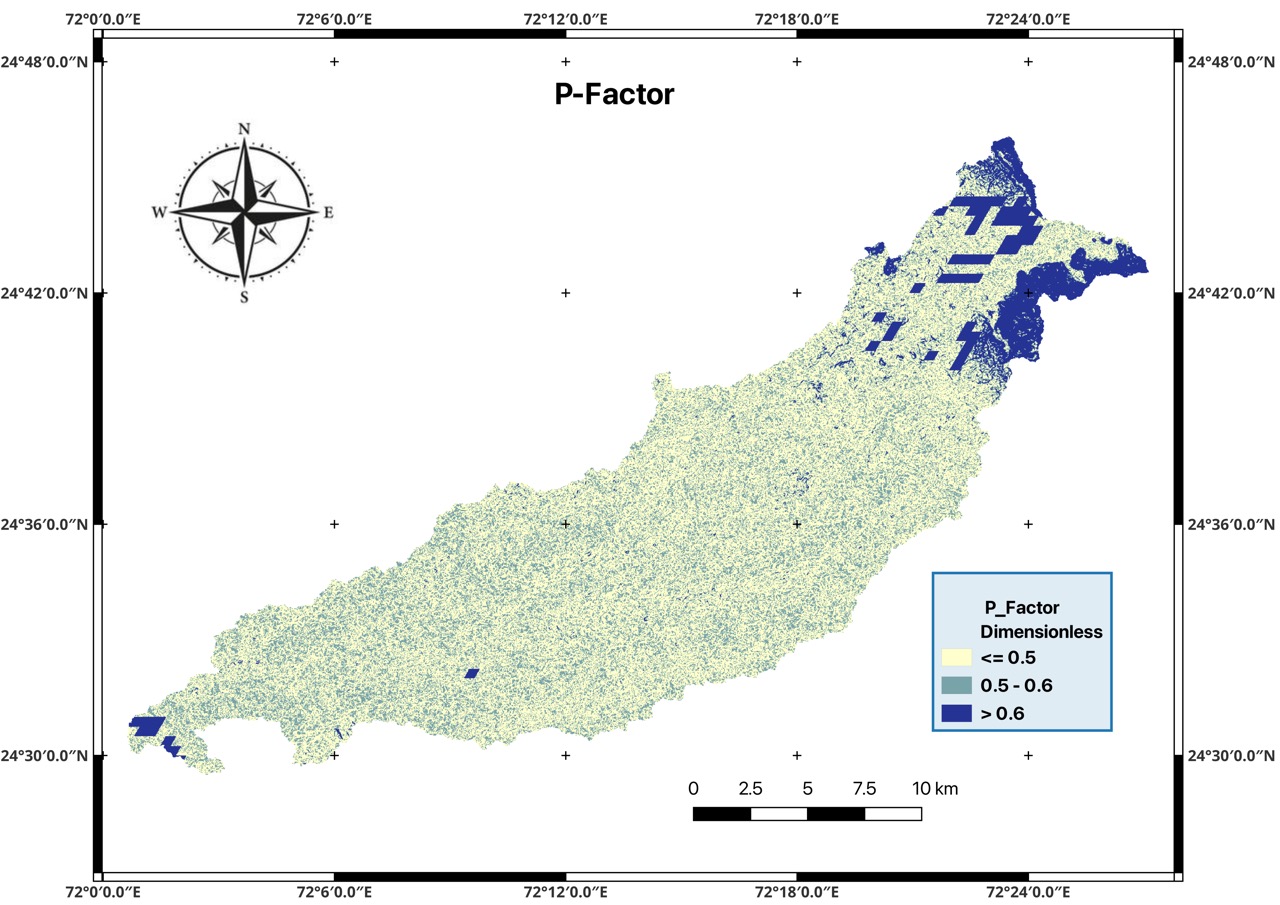 72°0′0.0″E 72°6′0.0″E 72°12′0.0″E 72°18′0.0″E 72°24′0.0″E
24°48′0.0″N 24°48′0.0″N
P-Factor
N
W E
S
24°42′0.0″N 24°42′0.0″N
24°36′0.0″N 24°36′0.0″N
P_Factor
Dimensionless
<= 0.5
0.5 - 0.6
> 0.6
24°30′0.0″N 24°30′0.0″N
0 2.5 5 7.5 10 km
72°0′0.0″E 72°6′0.0″E 72°12′0.0″E 72°18′0.0″E 72°24′0.0″E